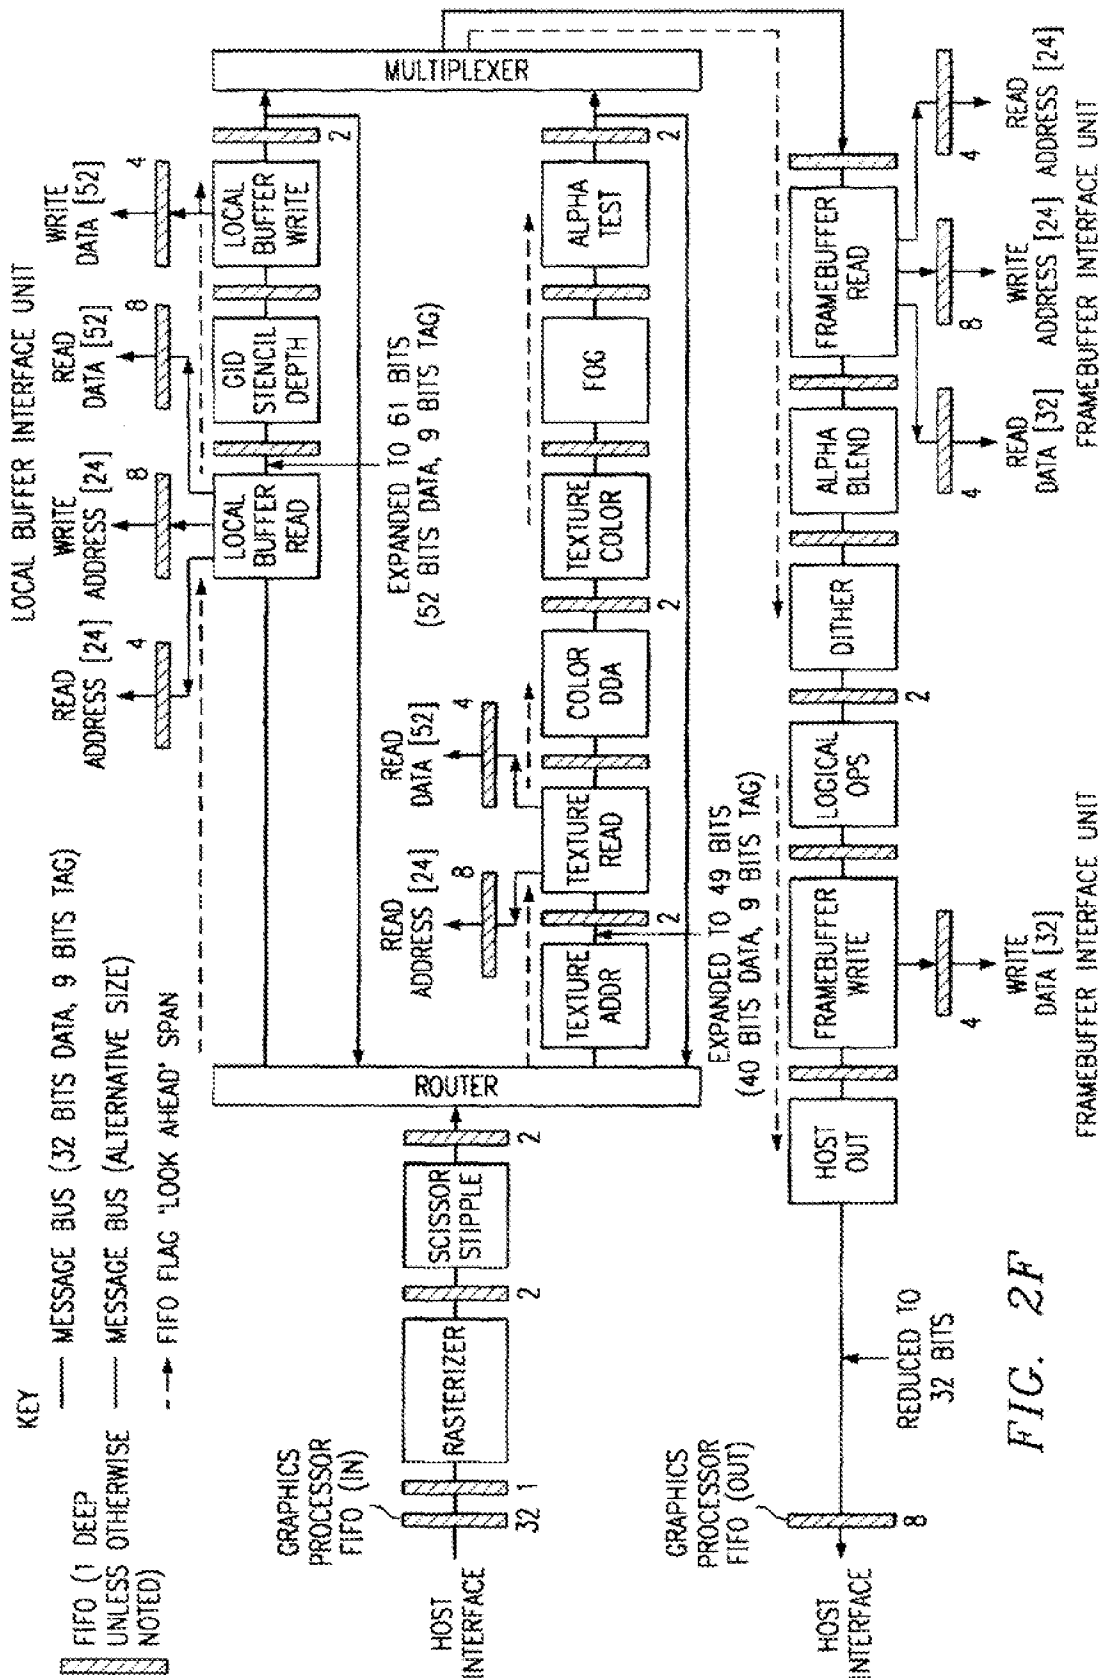 KEY
FIFO (1 DEEP
UNLESS OTHERWISE
NOTED)
MESSAGE BUS (32 BITS DATA, 9 BITS TAG)
MESSAGE BUS (ALTERNATIVE SIZE)
FIFO FLAG 'LOOK AHEAD' SPAN
LOCAL BUFFER INTERFACE UNIT
READ
ADDRESS [24]
4
WRITE
ADDRESS [24]
8
READ
DATA [52]
8
WRITE
DATA [52]
4
LOCAL
BUFFER
READ
GID
STENCIL
DEPTH
LOCAL
BUFFER
WRITE
2
EXPANDED TO 61 BITS
(52 BITS DATA, 9 BITS TAG)
HOST
INTERFACE
GRAPHICS
PROCESSOR
FIFO (IN)
32
1
RASTERIZER
2
SCISSOR
STIPPLE
2
ROUTER
MULTIPLEXER
READ
ADDRESS [24]
8
READ
DATA [52]
4
TEXTURE
ADDR
2
TEXTURE
READ
COLOR
DDA
2
TEXTURE
COLOR
FOG
ALPHA
TEST
2
EXPANDED TO 49 BITS
(40 BITS DATA, 9 BITS TAG)
HOST
INTERFACE
GRAPHICS
PROCESSOR
FIFO (OUT)
8
REDUCED TO
32 BITS
HOST
OUT
FRAMEBUFFER
WRITE
LOGICAL
OPS
2
DITHER
ALPHA
BLEND
FRAMEBUFFER
READ
4
WRITE
DATA [32]
FRAMEBUFFER INTERFACE UNIT
4
READ
DATA [32]
8
WRITE
ADDRESS [24]
4
READ
ADDRESS [24]
FRAMEBUFFER INTERFACE UNIT
FIG. 2F